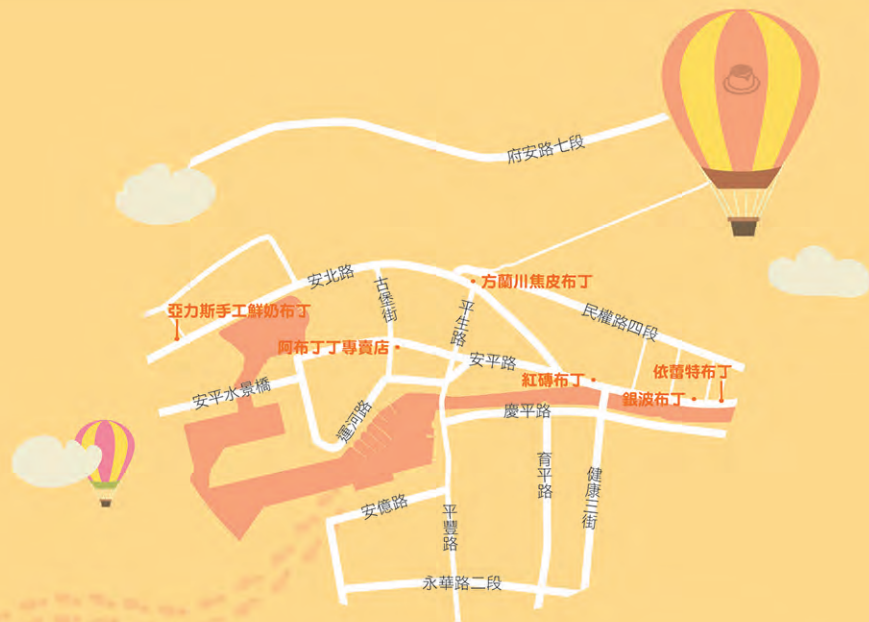 府安路七段
安北路
方蘭川焦皮布丁
古堡街
亞力斯手工鮮奶布丁
平生路
民權路四段
阿布丁丁專賣店
安平路
依蕾特布丁
紅磚布丁
安平水景橋
銀波布丁
運河路
慶平路
育平路
健康三街
安億路
平豐路
永華路二段